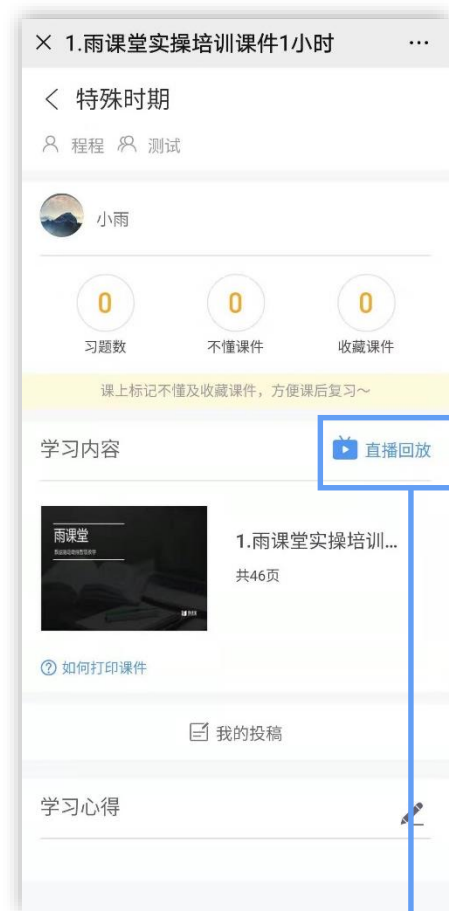 × 1.雨课堂实操培训课件1小时 ...
< 特殊时期
程程 测试
小雨
0 0 0
习题数 不懂课件 收藏课件
课上标记不懂及收藏课件，方便课后复习～
学习内容 直播回放
雨课堂
1.雨课堂实操培训...
共46页
? 如何打印课件
我的投稿
学习心得